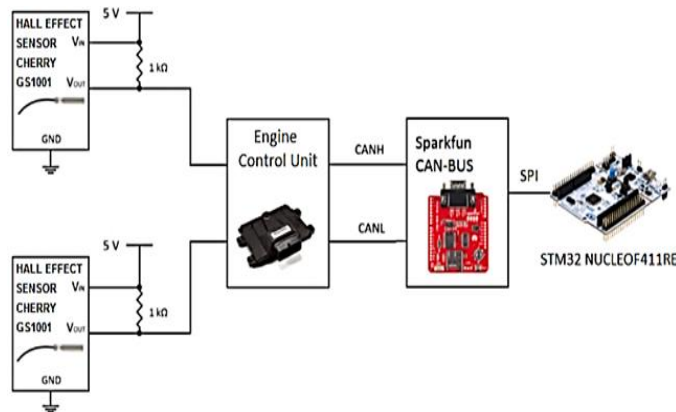 5 V
HALL EFFECT
SENSOR VIN
CHERRY
GS1001 VOUT
1 kΩ
GND
Engine
Control Unit
CANH
CANL
Sparkfun
CAN-BUS
SPI
STM32 NUCLEOF411RE
5 V
HALL EFFECT
SENSOR VIN
CHERRY
GS1001 VOUT
1 kΩ
GND